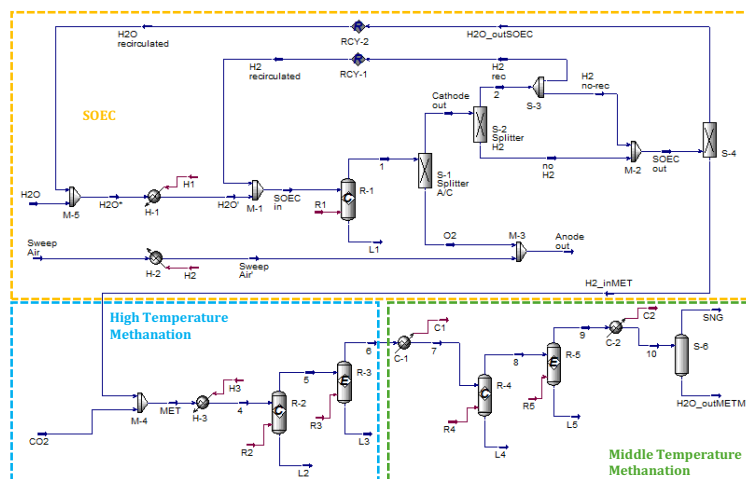 H2O
recirculated
RCY-2
H2O_outSOEC
H2
recirculated
RCY-1
H2
rec
SOEC
Cathode
out
2
S-3
H2
no-rec
S-2
Splitter
H2
S-4
1
S-1
Splitter
A/C
no
H2
M-2
SOEC
out
H2O
M-5
H2O*
H-1
H1
H2O'
M-1
SOEC
in
R-1
R1
L1
O2
M-3
Anode
out
Sweep
Air
H-2
H2
Sweep
Air'
H2_inMET
High Temperature
Methanation
6
C-1
C1
7
9
C-2
C2
10
SNG
S-6
H2O_outMETM
5
R-3
E
8
R-5
E
M-4
MET
H-3
H3
4
R-2
C
R3
L3
R-4
C
R5
L5
CO2
R2
L2
R4
L4
Middle Temperature
Methanation